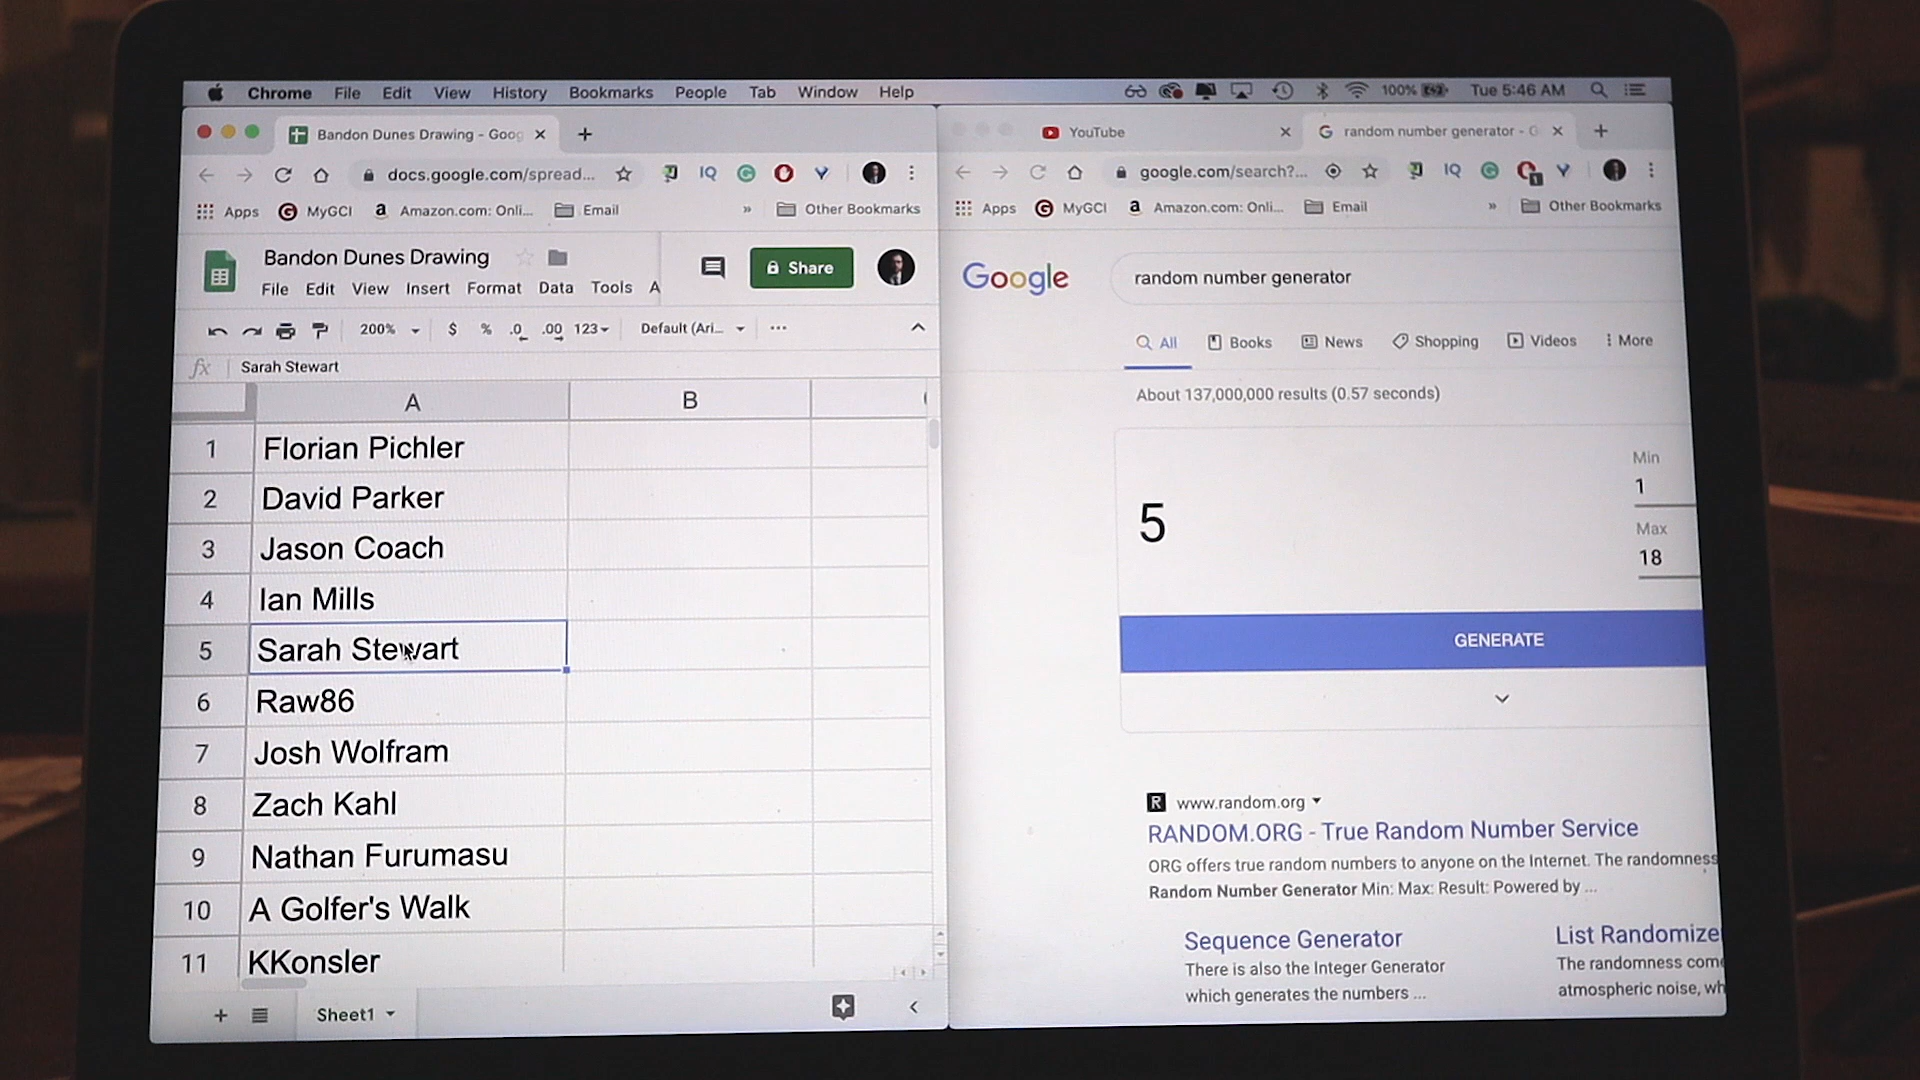 Chrome File Edit View History Bookmarks People Tab Window Help 100% Tue 5:46 AM
Bandon Dunes Drawing - Goog
docs.google.com/spread... IQ
Apps MyGCI Amazon.com: Onli... Email » Other Bookmarks
Bandon Dunes Drawing
Share
File Edit View Insert Format Data Tools A
200% $ % .0 .00 123 Default (Ari... ...
fx Sarah Stewart
A B
1 Florian Pichler
2 David Parker
3 Jason Coach
4 Ian Mills
5 Sarah Stewart
6 Raw86
7 Josh Wolfram
8 Zach Kahl
9 Nathan Furumasu
10 A Golfer's Walk
11 KKonsler
Sheet1
YouTube random number generator - G
google.com/search?... IQ 1
Apps MyGCI Amazon.com: Onli... Email » Other Bookmarks
Google random number generator
All Books News Shopping Videos More
About 137,000,000 results (0.57 seconds)
Min
1
5
Max
18
GENERATE
R www.random.org
RANDOM.ORG - True Random Number Service
ORG offers true random numbers to anyone on the Internet. The randomness
Random Number Generator Min: Max: Result: Powered by ...
Sequence Generator
There is also the Integer Generator
which generates the numbers ...
List Randomize
The randomness come
atmospheric noise, wh